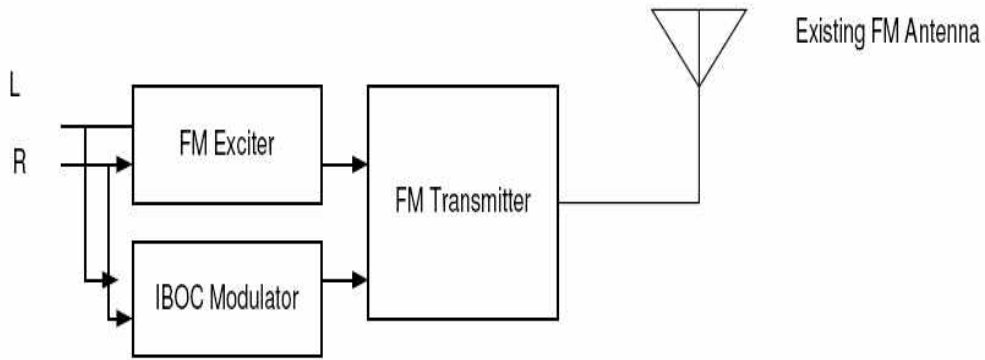 Existing FM Antenna
L
FM Exciter
R
FM Transmitter
IBOC Modulator